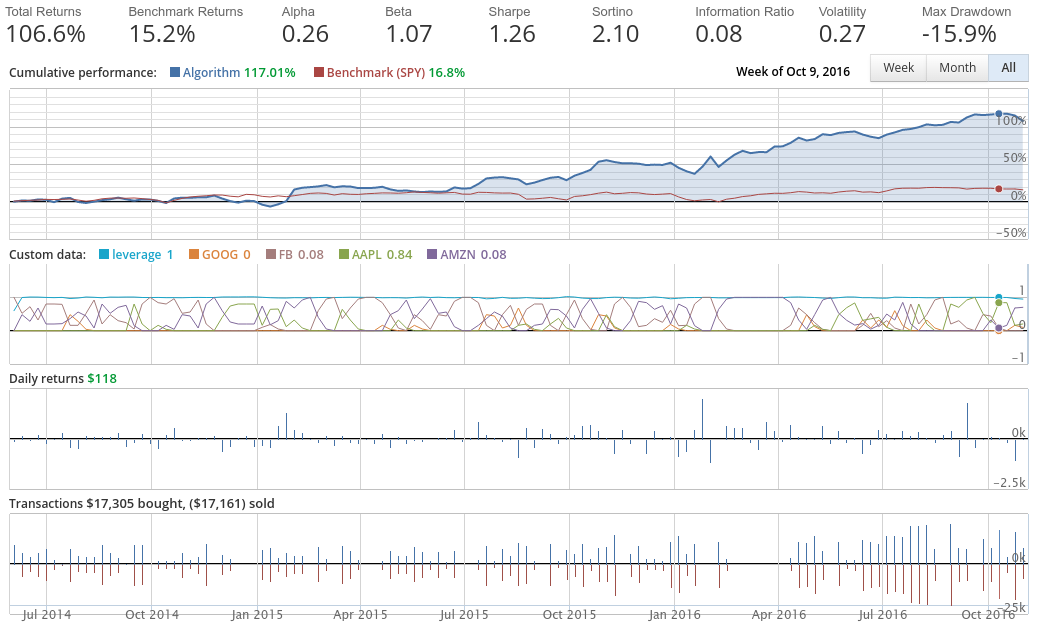 Total Returns Benchmark Returns Alpha Beta Sharpe Sortino Information Ratio Volatility Max Drawdown
106.6% 15.2% 0.26 1.07 1.26 2.10 0.08 0.27 -15.9%
Cumulative performance: Algorithm 117.01% Benchmark (SPY) 16.8% Week of Oct 9, 2016 Week Month All
100%
50%
0%
−50%
Custom data: leverage 1 GOOG 0 FB 0.08 AAPL 0.84 AMZN 0.08
1
0
−1
Daily returns $118
0k
−2.5k
Transactions $17,305 bought, ($17,161) sold
0k
−25k
Jul 2014 Oct 2014 Jan 2015 Apr 2015 Jul 2015 Oct 2015 Jan 2016 Apr 2016 Jul 2016 Oct 2016